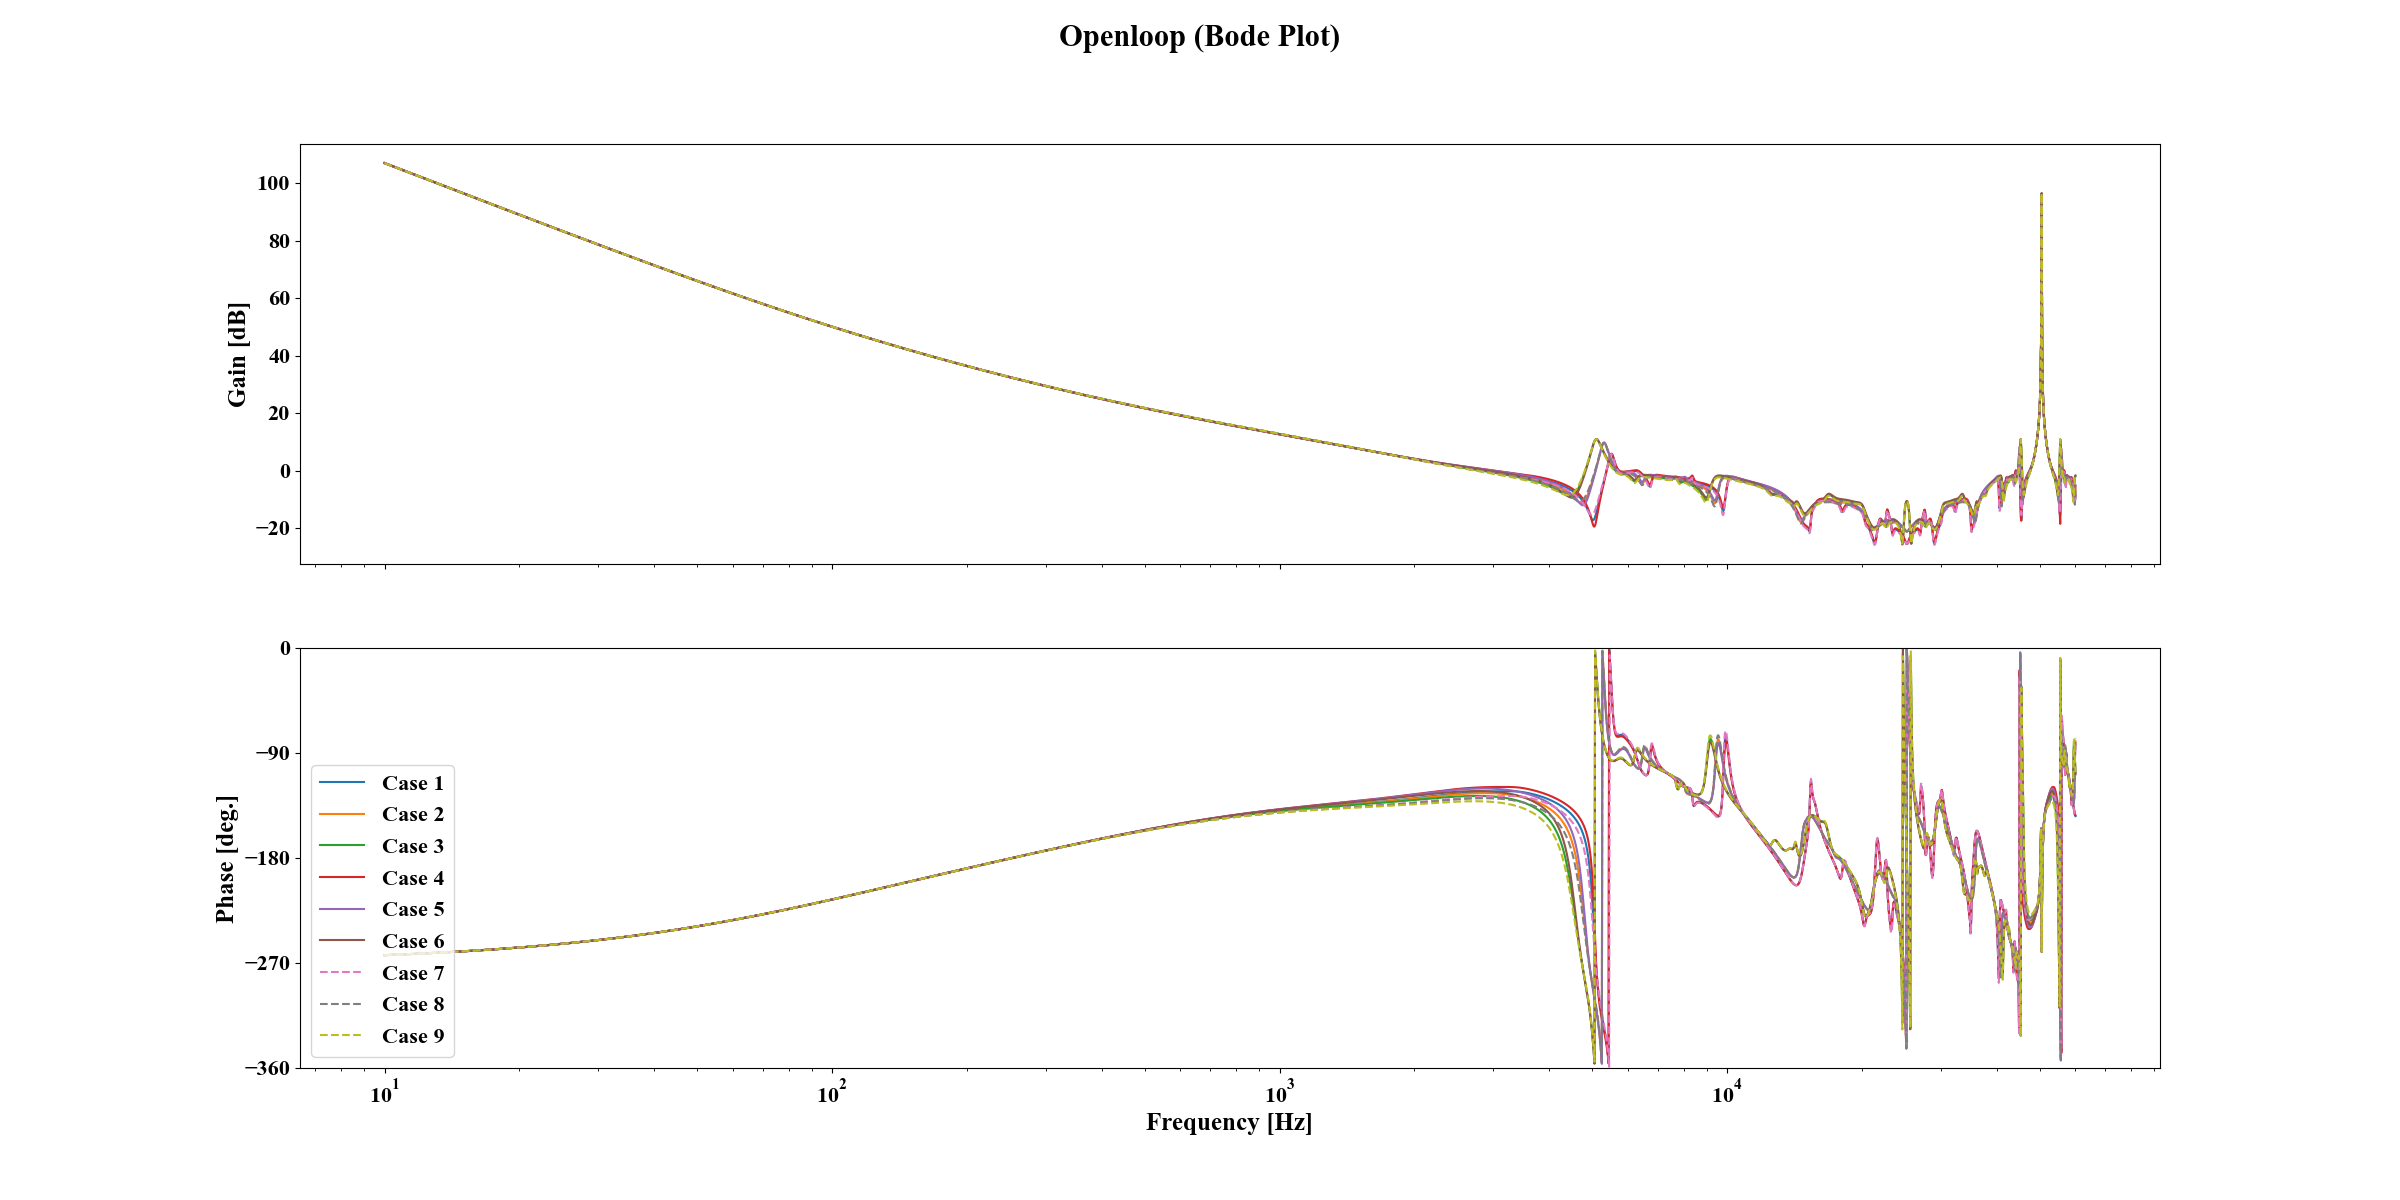 Openloop (Bode Plot)
Gain [dB]
100
80
60
40
20
0
−20
Phase [deg.]
0
−90
−180
−270
−360
Case 1
Case 2
Case 3
Case 4
Case 5
Case 6
Case 7
Case 8
Case 9
10¹ 10² 10³ 10⁴
Frequency [Hz]